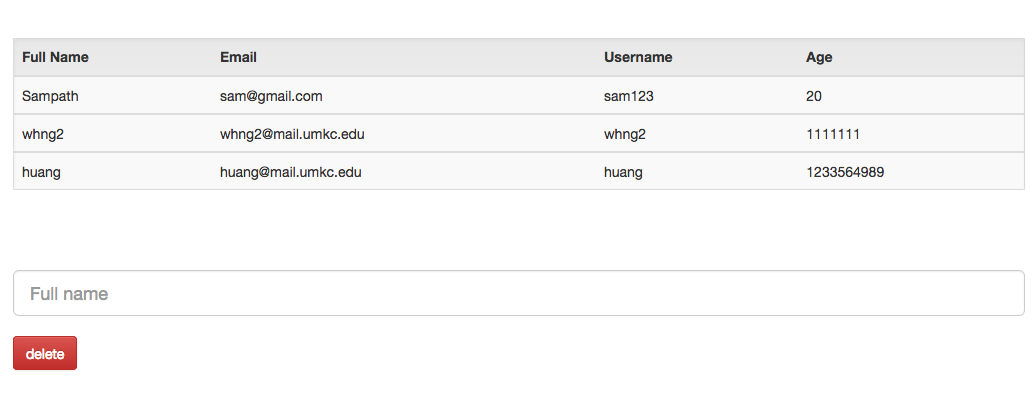 Full Name Email Username Age
Sampath sam@gmail.com sam123 20
whng2 whng2@mail.umkc.edu whng2 1111111
huang huang@mail.umkc.edu huang 1233564989
Full name
delete